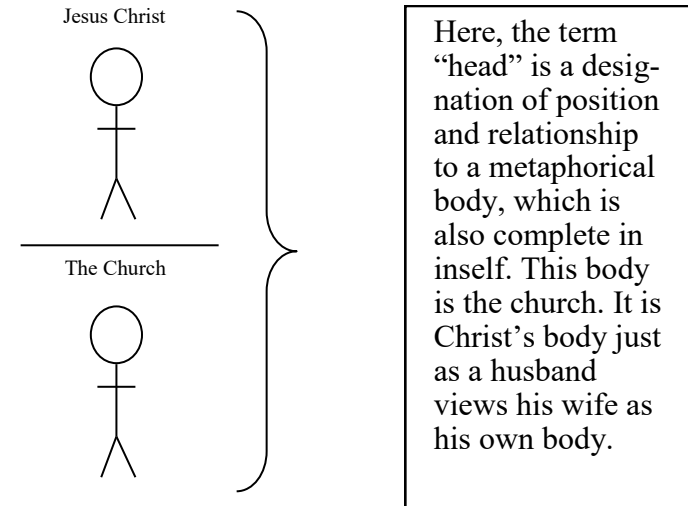 Jesus Christ
The Church
Here, the term
“head” is a desig-
nation of position
and relationship
to a metaphorical
body, which is
also complete in
inself. This body
is the church. It is
Christ’s body just
as a husband
views his wife as
his own body.